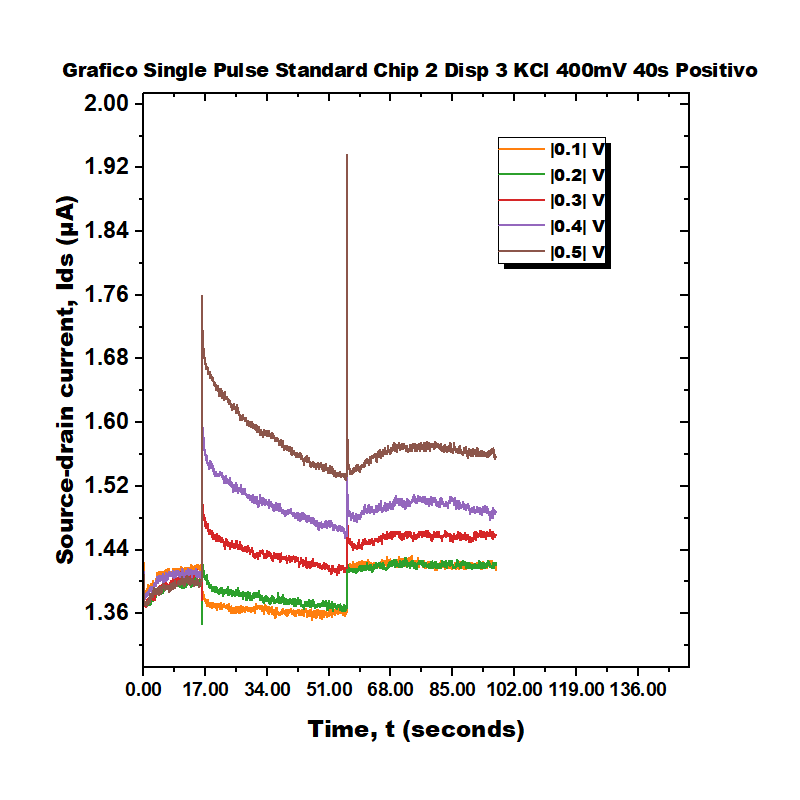 Grafico Single Pulse Standard Chip 2 Disp 3 KCl 400mV 40s Positivo
2.00
1.92
1.84
1.76
1.68
1.60
1.52
1.44
1.36
Source-drain current, Ids (µA)
|0.1| V
|0.2| V
|0.3| V
|0.4| V
|0.5| V
0.00 17.00 34.00 51.00 68.00 85.00 102.00 119.00 136.00
Time, t (seconds)